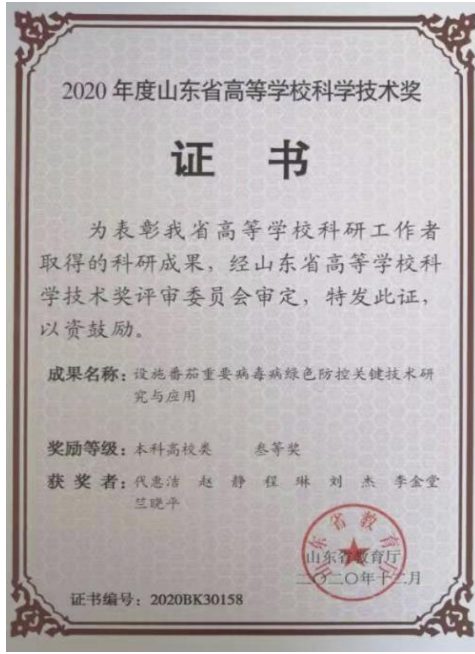 2020 年度山东省高等学校科学技术奖
证 书
为表彰我省高等学校科研工作者
取得的科研成果，经山东省高等学校科
学技术奖评审委员会审定，特发此证，
以资鼓励。
成果名称：设施番茄重要病毒病绿色防控关键技术研
究与应用
奖励等级：本科高校类 叁等奖
获 奖 者：代惠洁 赵 静 程 琳 刘 杰 李金堂
竺晓平
山东省教育厅
山东省教育厅
二〇二〇年十二月
证书编号：2020BK30158